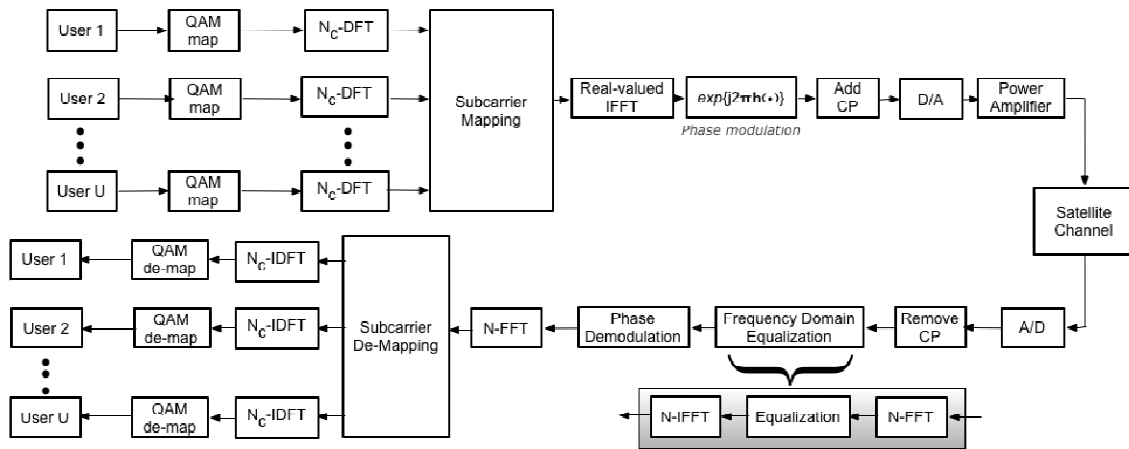 User 1
QAM
map
N_C-DFT
User 2
QAM
map
N_C-DFT
User U
QAM
map
N_C-DFT
Subcarrier
Mapping
Real-valued
IFFT
exp{j2πh(•)}
Phase modulation
Add
CP
D/A
Power
Amplifier
Satellite
Channel
User 1
QAM
de-map
N_C-IDFT
User 2
QAM
de-map
N_C-IDFT
User U
QAM
de-map
N_C-IDFT
Subcarrier
De-Mapping
N-FFT
Phase
Demodulation
Frequency Domain
Equalization
Remove
CP
A/D
N-IFFT
Equalization
N-FFT